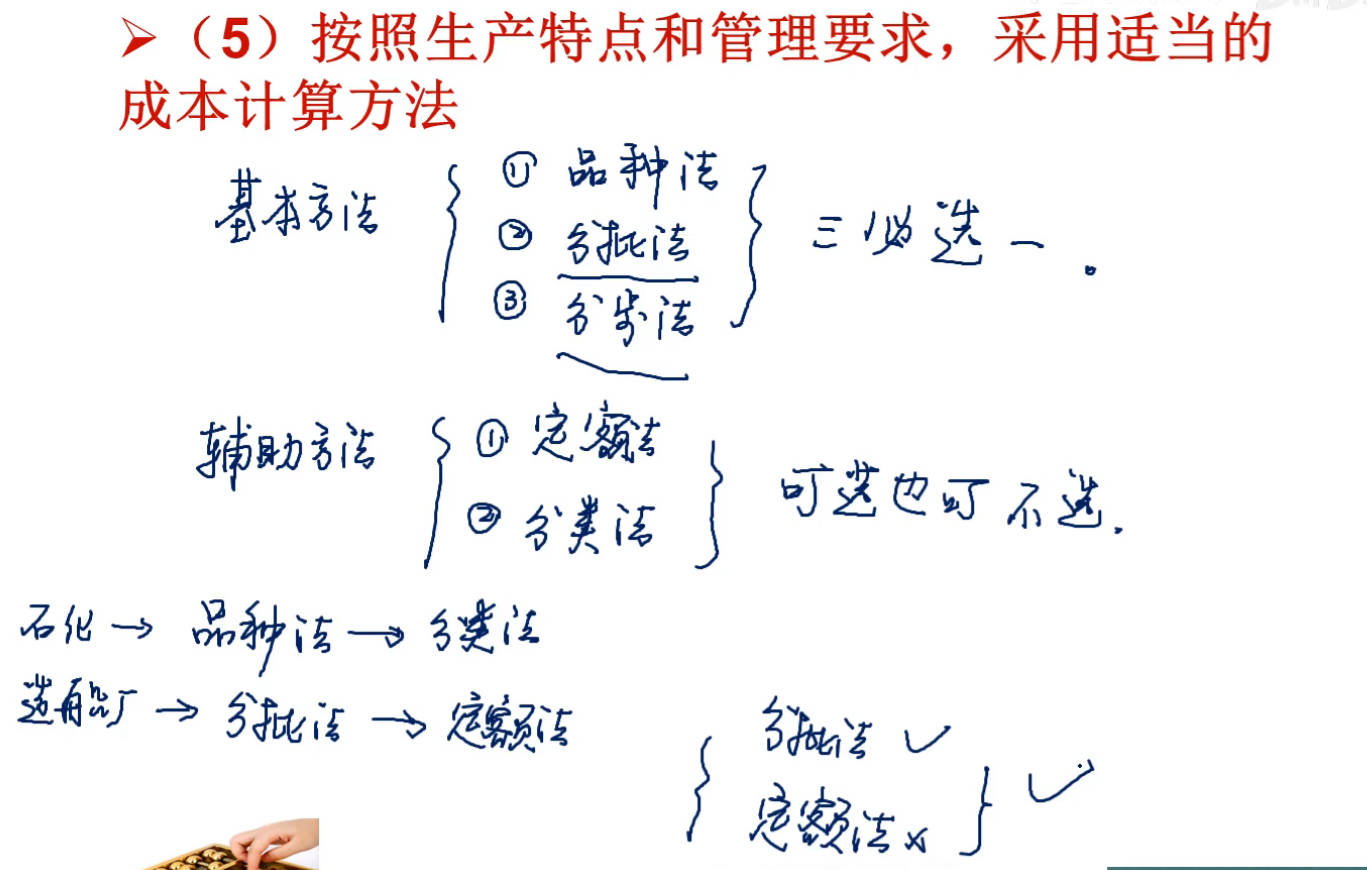 ➢（5）按照生产特点和管理要求，采用适当的
成本计算方法
基本方法 { ① 品种法
② 分批法
③ 分步法 } 三必选一。
辅助方法 { ① 定额法
② 分类法 } 可选也可不选.
石化 → 品种法 → 分类法
造船厂 → 分批法 → 定额法
{ 分批法 ✓
定额法 x } ✓